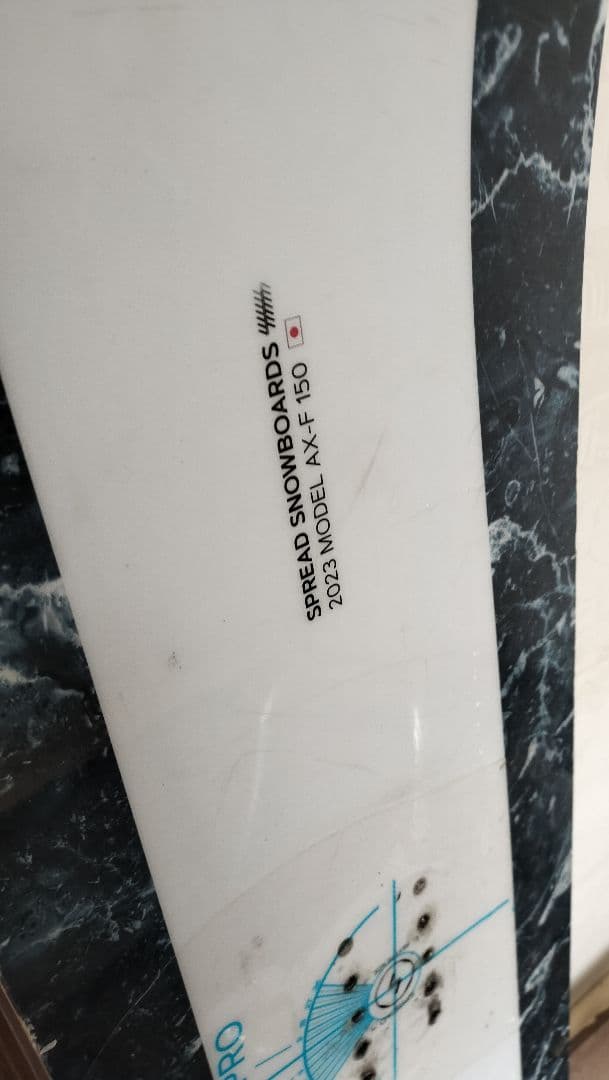 SPREAD SNOWBOARDS
2023 MODEL AX-F 150
PRO